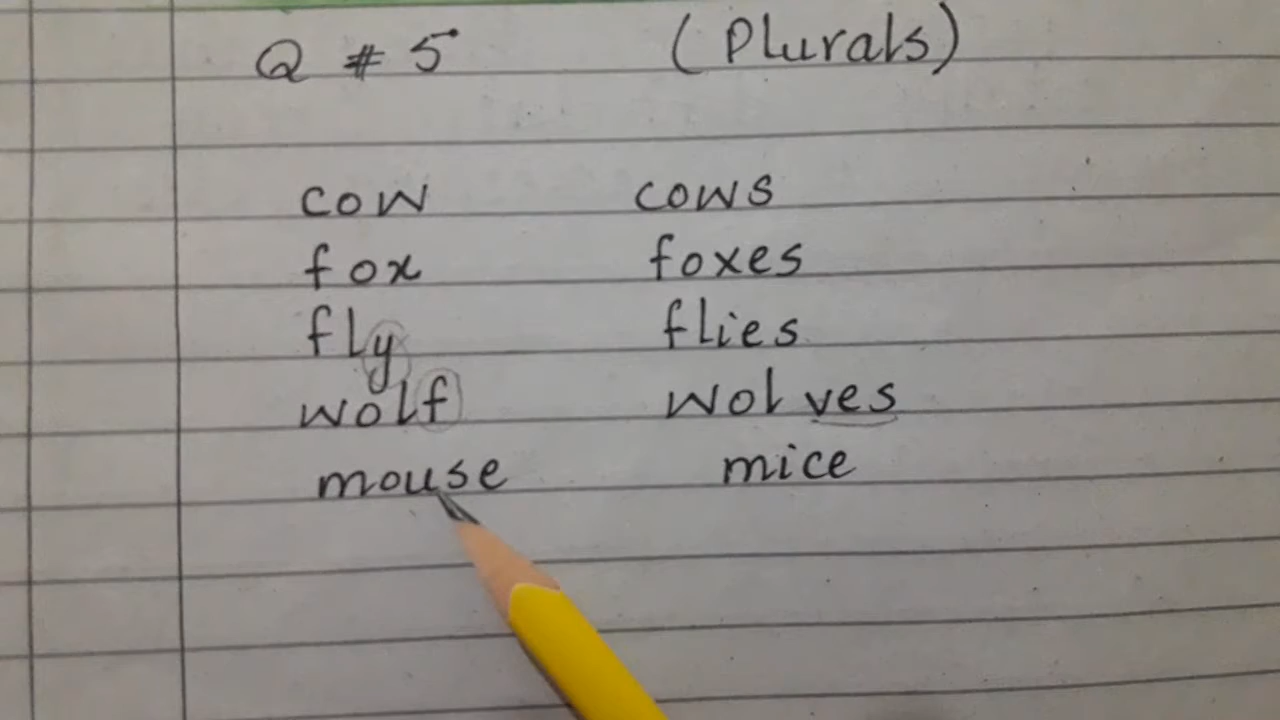 Q # 5 (Plurals)
cow cows
fox foxes
fly flies
wolf wolves
mouse mice